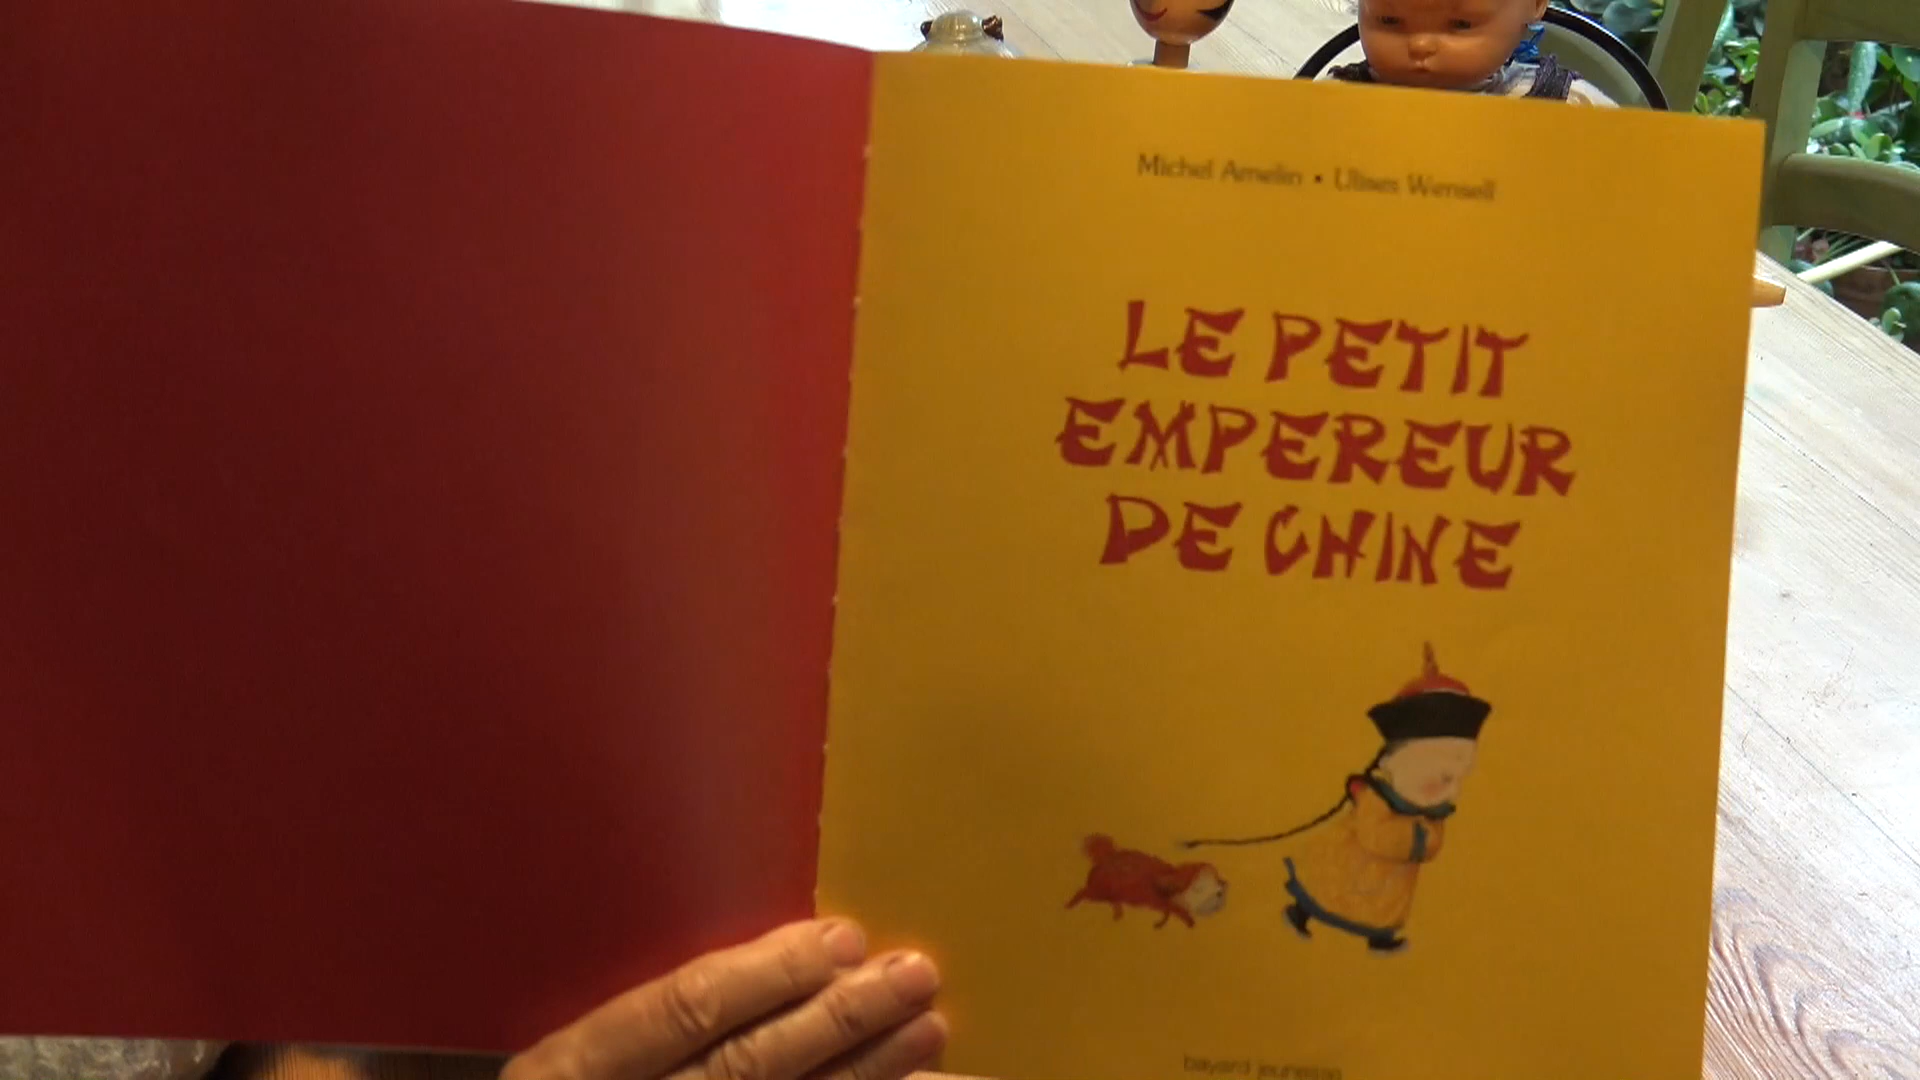 Michel Amelin • Ulises Wensell
LE PETIT
EMPEREUR
DE CHINE
bayard jeunesse